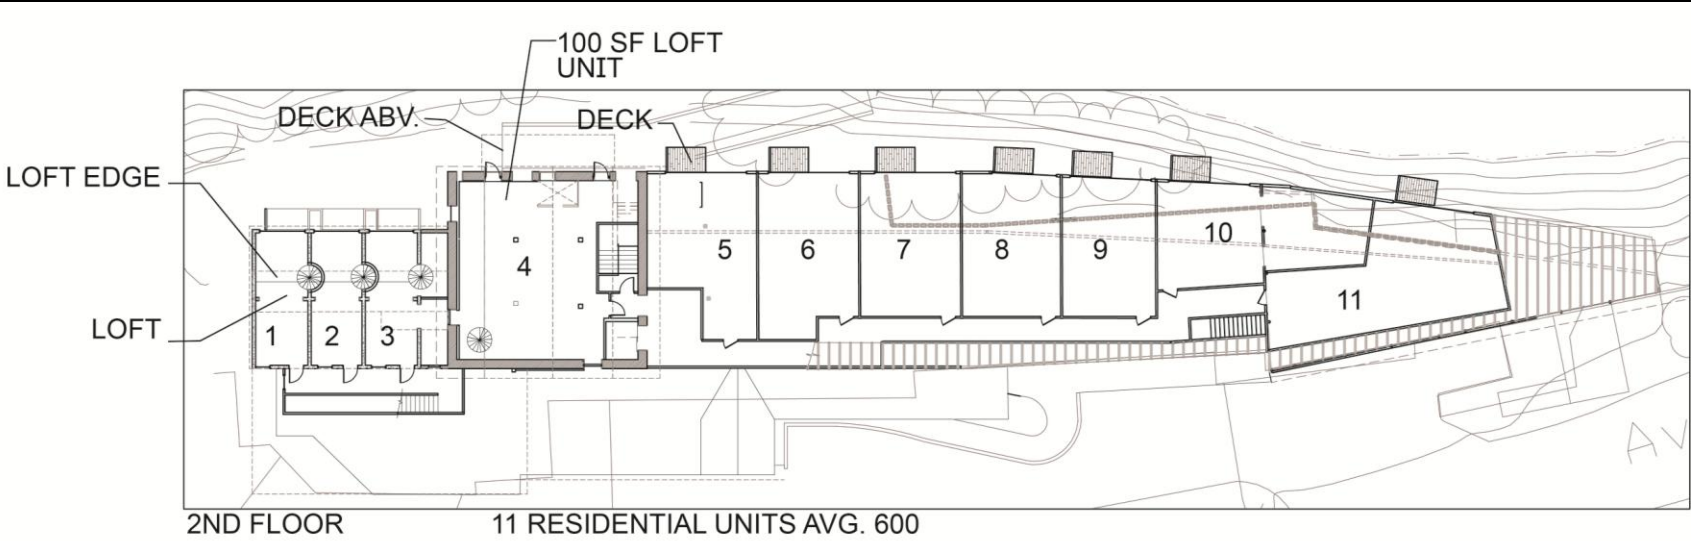 100 SF LOFT
UNIT
DECK ABV.
DECK
LOFT EDGE
LOFT
1
2
3
4
5
6
7
8
9
10
11
AV
2ND FLOOR
11 RESIDENTIAL UNITS AVG. 600